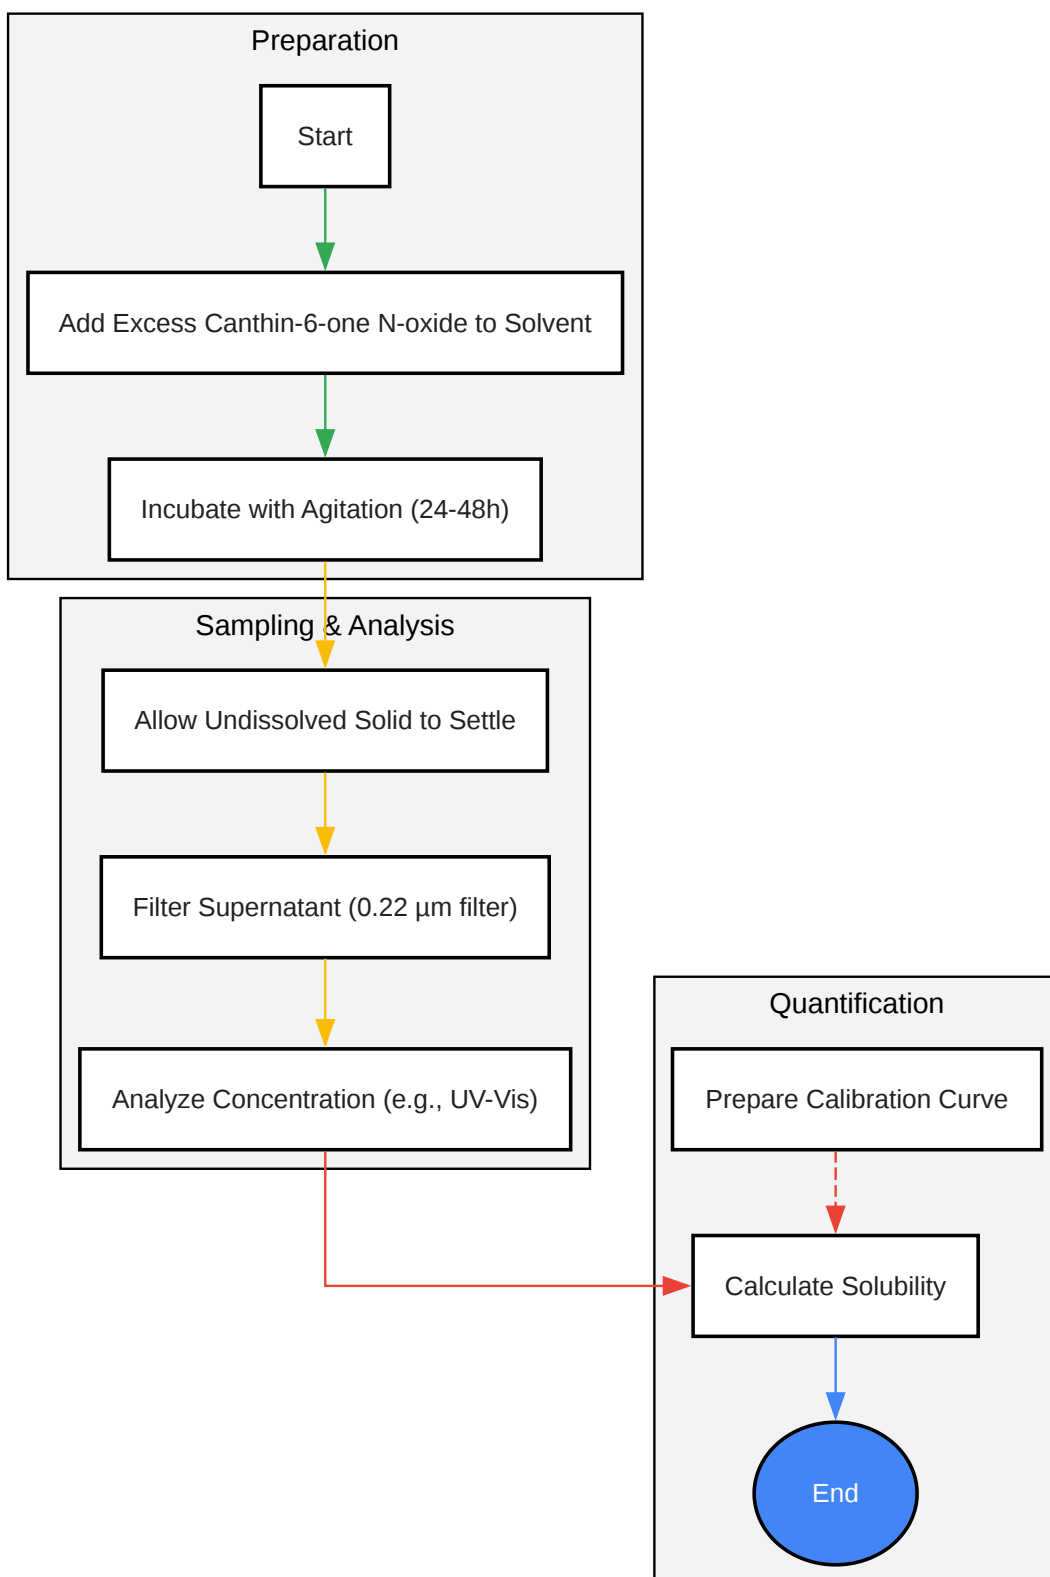 Preparation
Start
Add Excess Canthin-6-one N-oxide to Solvent
Incubate with Agitation (24-48h)
Sampling & Analysis
Allow Undissolved Solid to Settle
Filter Supernatant (0.22 µm filter)
Analyze Concentration (e.g., UV-Vis)
Quantification
Prepare Calibration Curve
Calculate Solubility
End